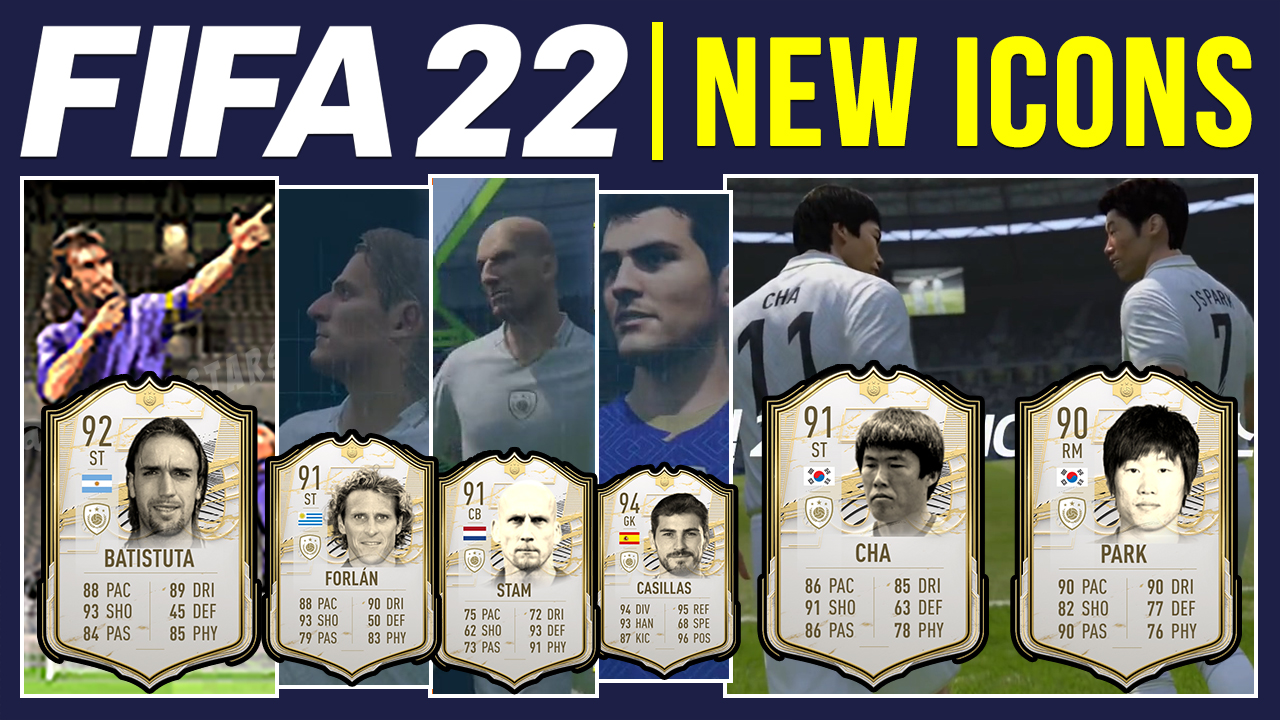 FIFA 22 | NEW ICONS
CHA
11
J S PARK
7
STARS
92
ST
BATISTUTA
88 PAC 89 DRI
93 SHO 45 DEF
84 PAS 85 PHY
91
ST
FORLÁN
88 PAC 90 DRI
93 SHO 50 DEF
79 PAS 83 PHY
91
CB
STAM
75 PAC 72 DRI
62 SHO 93 DEF
73 PAS 91 PHY
94
GK
CASILLAS
94 DIV 95 REF
93 HAN 68 SPE
87 KIC 96 POS
91
ST
CHA
86 PAC 85 DRI
91 SHO 63 DEF
86 PAS 78 PHY
90
RM
PARK
90 PAC 90 DRI
82 SHO 77 DEF
90 PAS 76 PHY